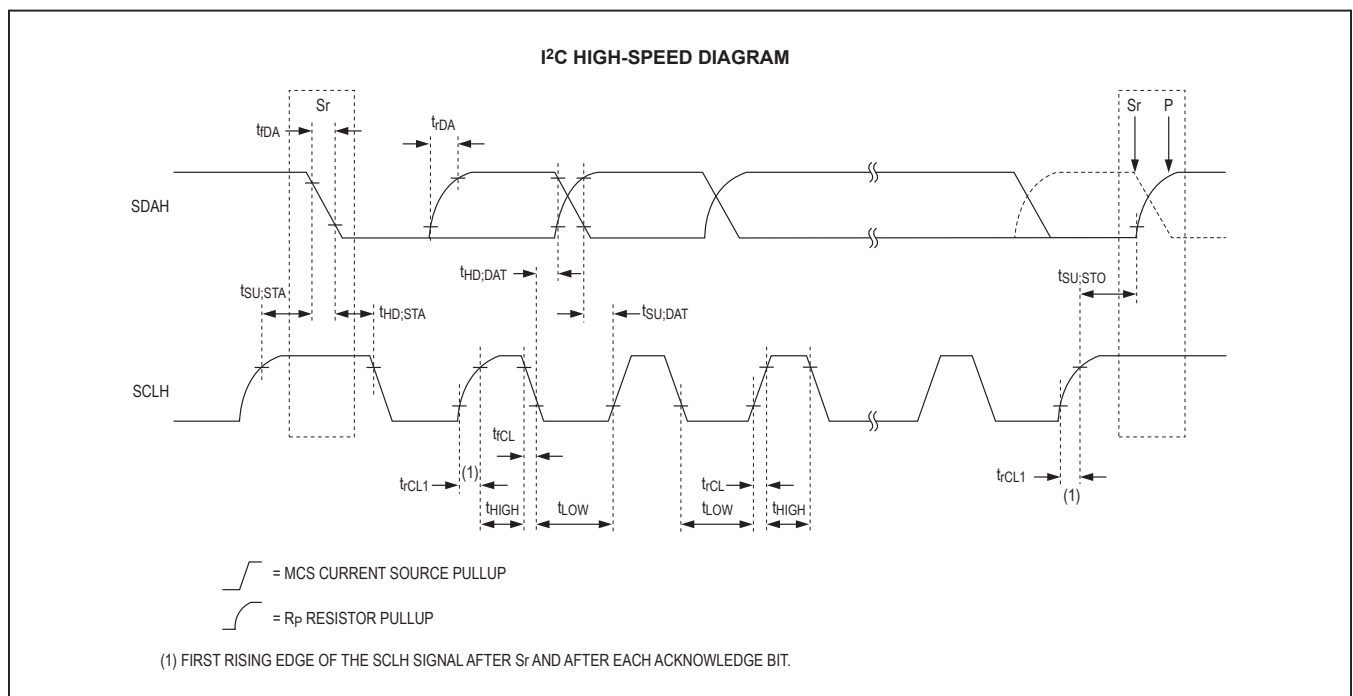 I²C HIGH-SPEED DIAGRAM
Sr
Sr P
tfDA
trDA
SDAH
tHD;DAT
tSU;STO
tSU;STA
tHD;STA
tSU;DAT
SCLH
tfCL
trCL1
(1)
trCL
trCL1
(1)
tHIGH
tLOW
tLOW
tHIGH
= MCS CURRENT SOURCE PULLUP
= RP RESISTOR PULLUP
(1) FIRST RISING EDGE OF THE SCLH SIGNAL AFTER Sr AND AFTER EACH ACKNOWLEDGE BIT.